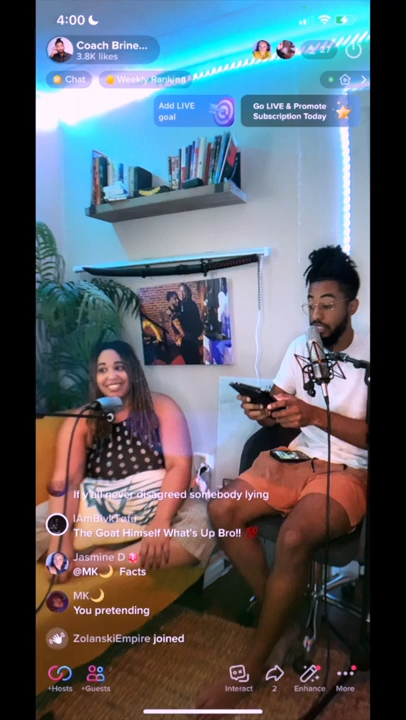 4:00
Coach Brine...
3.8K likes
Chat
Weekly Ranking
Add LIVE
goal
Go LIVE & Promote
Subscription Today
If y'all never disagreed somebody lying
IAmBlvkTofu
The Goat Himself What's Up Bro!! 💯
Jasmine D
@MK🌙 Facts
MK🌙
You pretending
ZolanskiEmpire joined
+Hosts
+Guests
Interact
2
Enhance
More